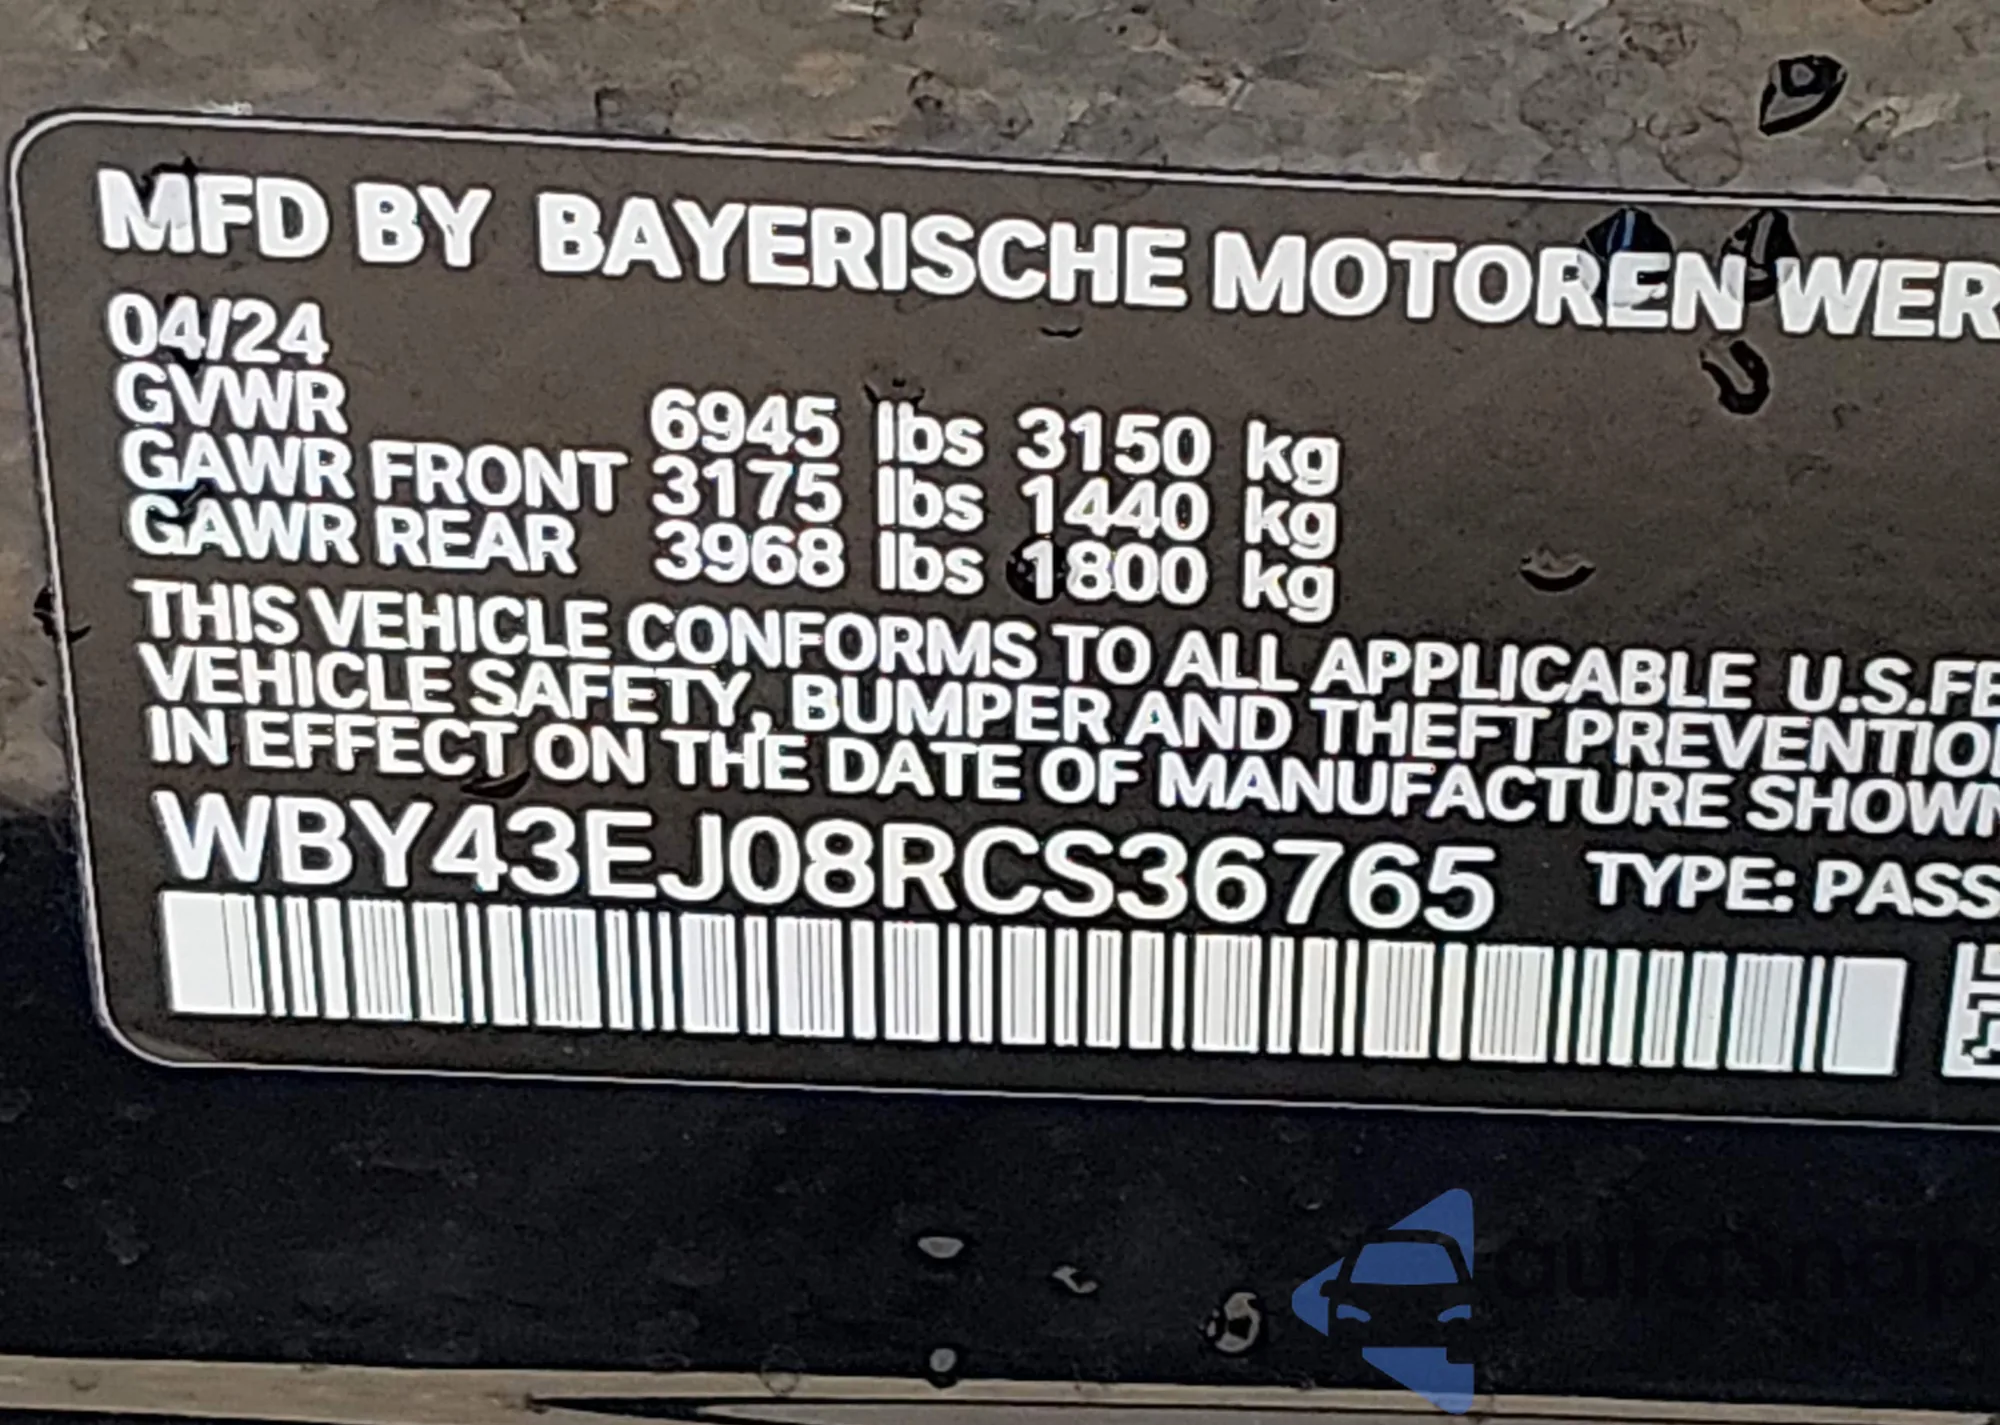 MFD BY BAYERISCHE MOTOREN WER
04/24
GVWR 6945 lbs 3150 kg
GAWR FRONT 3175 lbs 1440 kg
GAWR REAR 3968 lbs 1800 kg
THIS VEHICLE CONFORMS TO ALL APPLICABLE U.S.FE
VEHICLE SAFETY, BUMPER AND THEFT PREVENTIO
IN EFFECT ON THE DATE OF MANUFACTURE SHOWN
WBY43EJ08RCS36765 TYPE: PASS
autosnap